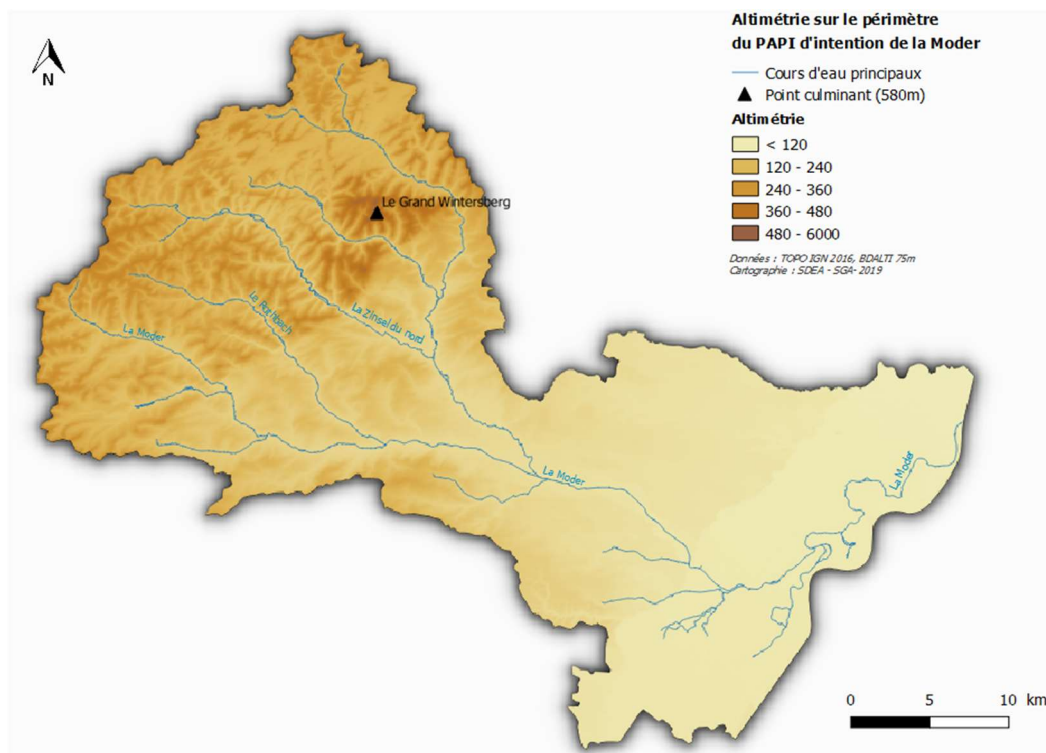 Altimétrie sur le périmètre
du PAPI d'intention de la Moder
Cours d'eau principaux
Point culminant (580m)
Altimétrie
< 120
120 - 240
240 - 360
360 - 480
480 - 6000
Données : TOPO IGN 2016, BDALTI 75m
Cartographie : SDEA - SGA- 2019
N
Le Grand Wintersberg
Le Rothbach
La Zinsel du nord
La Moder
La Moder
La Moder
0 5 10 km